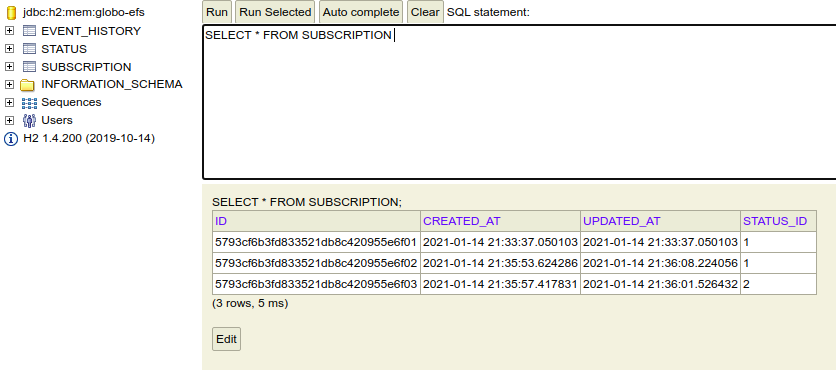 jdbc:h2:mem:globo-efs
EVENT_HISTORY
STATUS
SUBSCRIPTION
INFORMATION_SCHEMA
Sequences
Users
H2 1.4.200 (2019-10-14)
Run Run Selected Auto complete Clear SQL statement:
SELECT * FROM SUBSCRIPTION
SELECT * FROM SUBSCRIPTION;
ID CREATED_AT UPDATED_AT STATUS_ID
5793cf6b3fd833521db8c420955e6f01 2021-01-14 21:33:37.050103 2021-01-14 21:33:37.050103 1
5793cf6b3fd833521db8c420955e6f02 2021-01-14 21:35:53.624286 2021-01-14 21:36:08.224056 1
5793cf6b3fd833521db8c420955e6f03 2021-01-14 21:35:57.417831 2021-01-14 21:36:01.526432 2
(3 rows, 5 ms)
Edit